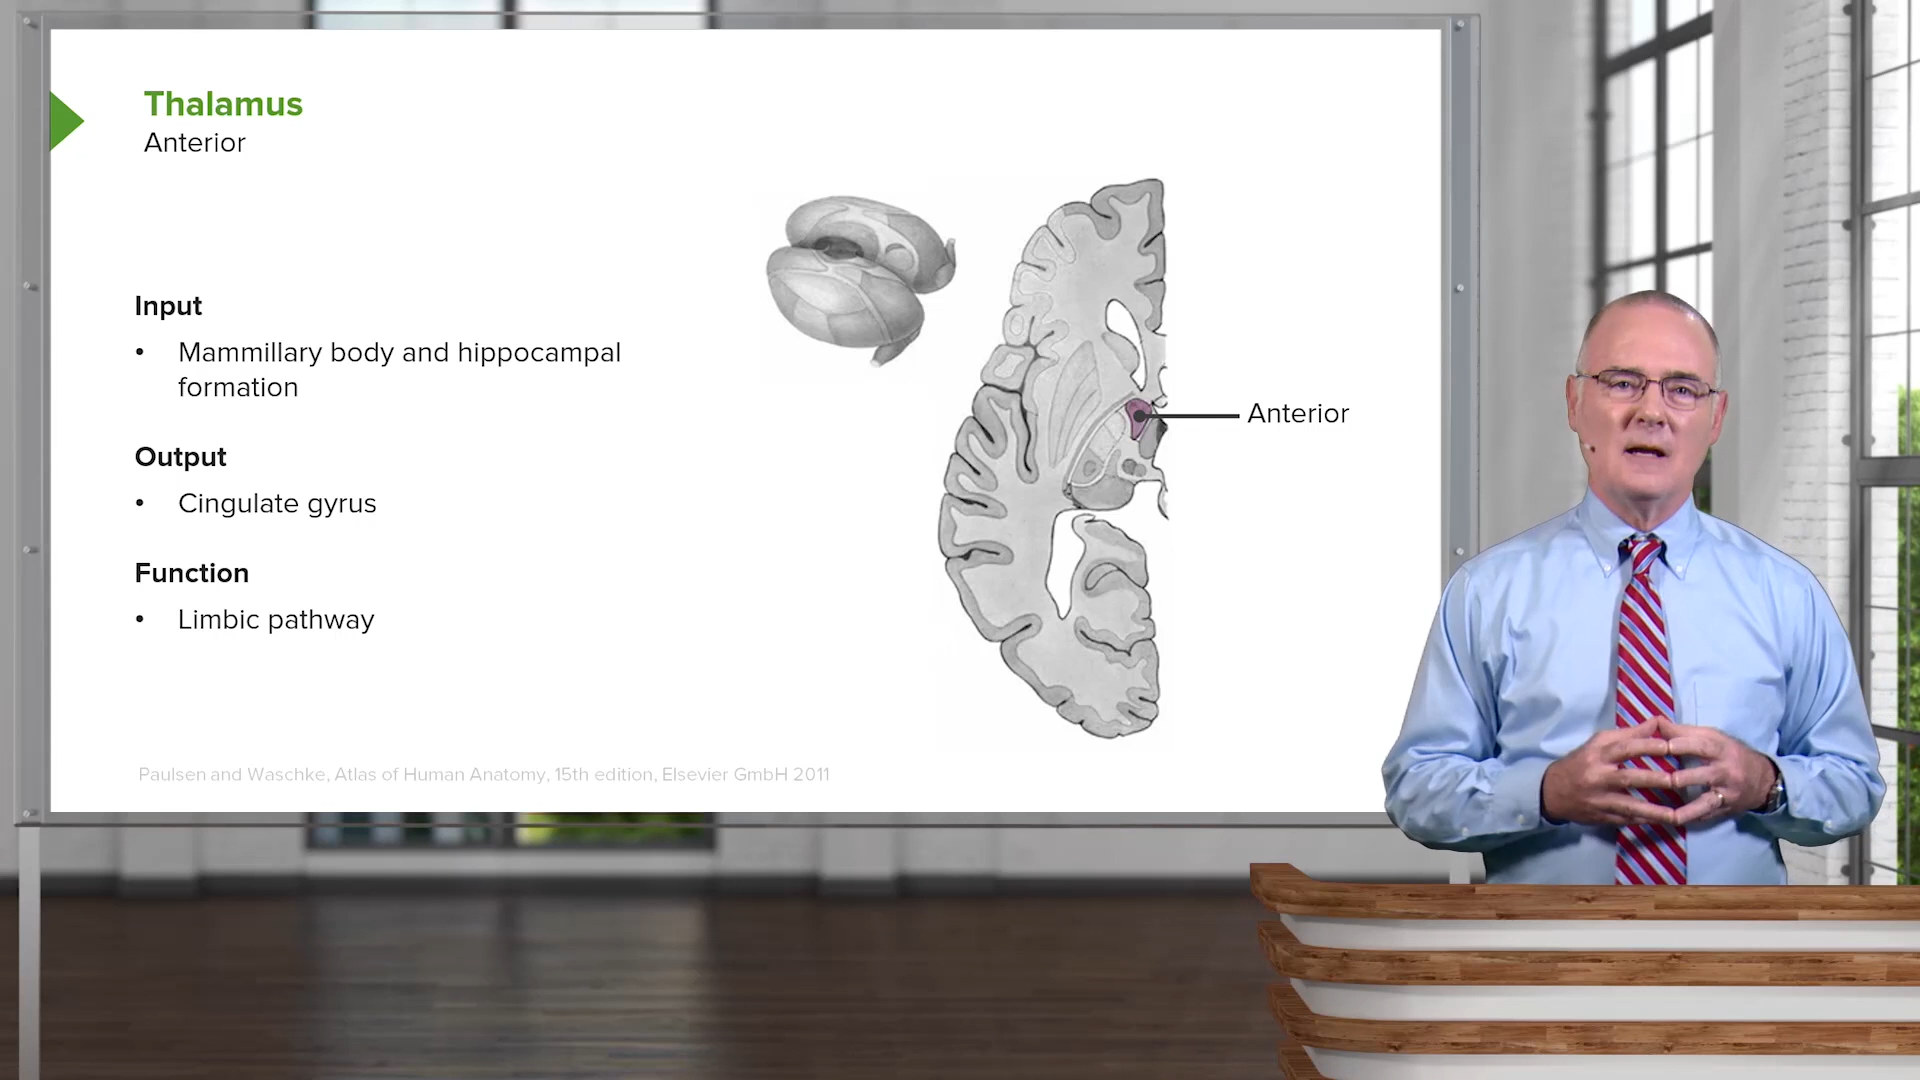 Thalamus
Anterior
Input
• Mammillary body and hippocampal
formation
Output
• Cingulate gyrus
Function
• Limbic pathway
Anterior
Paulsen and Waschke, Atlas of Human Anatomy, 15th edition, Elsevier GmbH 2011